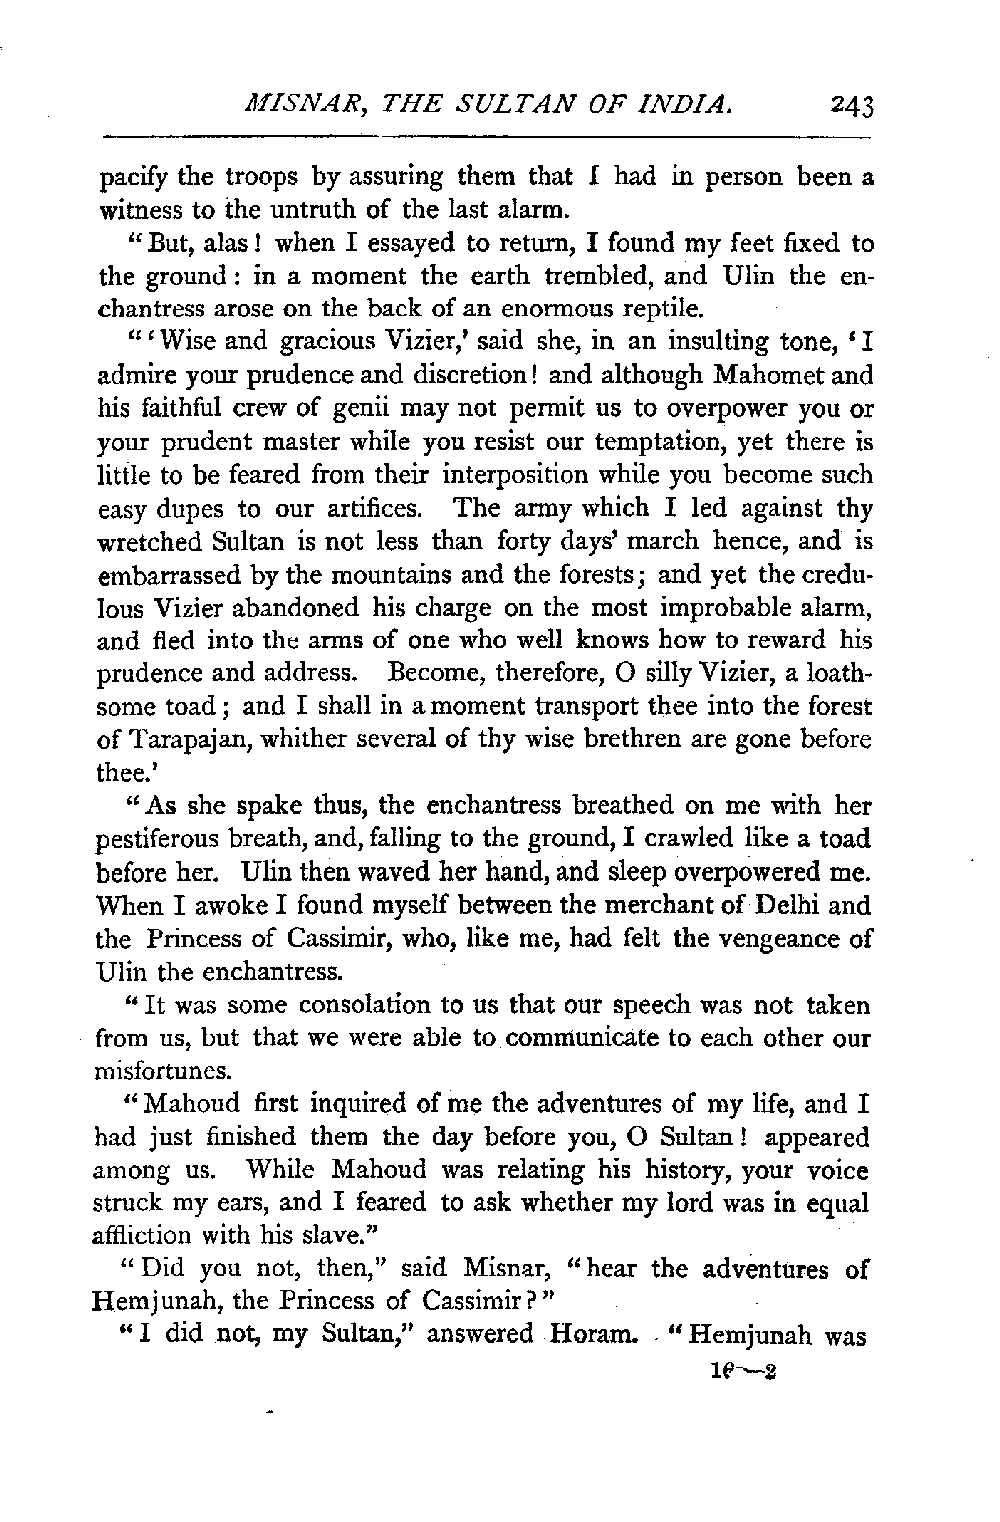 MISNAR, THE SULTAN OF INDIA. 243
pacify the troops by assuring them that I had in person been a
witness to the untruth of the last alarm.
"But, alas! when I essayed to return, I found my feet fixed to
the ground: in a moment the earth trembled, and Ulin the en-
chantress arose on the back of an enormous reptile.
"'Wise and gracious Vizier,' said she, in an insulting tone, 'I
admire your prudence and discretion! and although Mahomet and
his faithful crew of genii may not permit us to overpower you or
your prudent master while you resist our temptation, yet there is
little to be feared from their interposition while you become such
easy dupes to our artifices. The army which I led against thy
wretched Sultan is not less than forty days' march hence, and is
embarrassed by the mountains and the forests; and yet the credu-
lous Vizier abandoned his charge on the most improbable alarm,
and fled into the arms of one who well knows how to reward his
prudence and address. Become, therefore, O silly Vizier, a loath-
some toad; and I shall in a moment transport thee into the forest
of Tarapajan, whither several of thy wise brethren are gone before
thee.'
"As she spake thus, the enchantress breathed on me with her
pestiferous breath, and, falling to the ground, I crawled like a toad
before her. Ulin then waved her hand, and sleep overpowered me.
When I awoke I found myself between the merchant of Delhi and
the Princess of Cassimir, who, like me, had felt the vengeance of
Ulin the enchantress.
"It was some consolation to us that our speech was not taken
from us, but that we were able to communicate to each other our
misfortunes.
"Mahoud first inquired of me the adventures of my life, and I
had just finished them the day before you, O Sultan! appeared
among us. While Mahoud was relating his history, your voice
struck my ears, and I feared to ask whether my lord was in equal
affliction with his slave."
"Did you not, then," said Misnar, "hear the adventures of
Hemjunah, the Princess of Cassimir?"
"I did not, my Sultan," answered Horam. "Hemjunah was
16—2